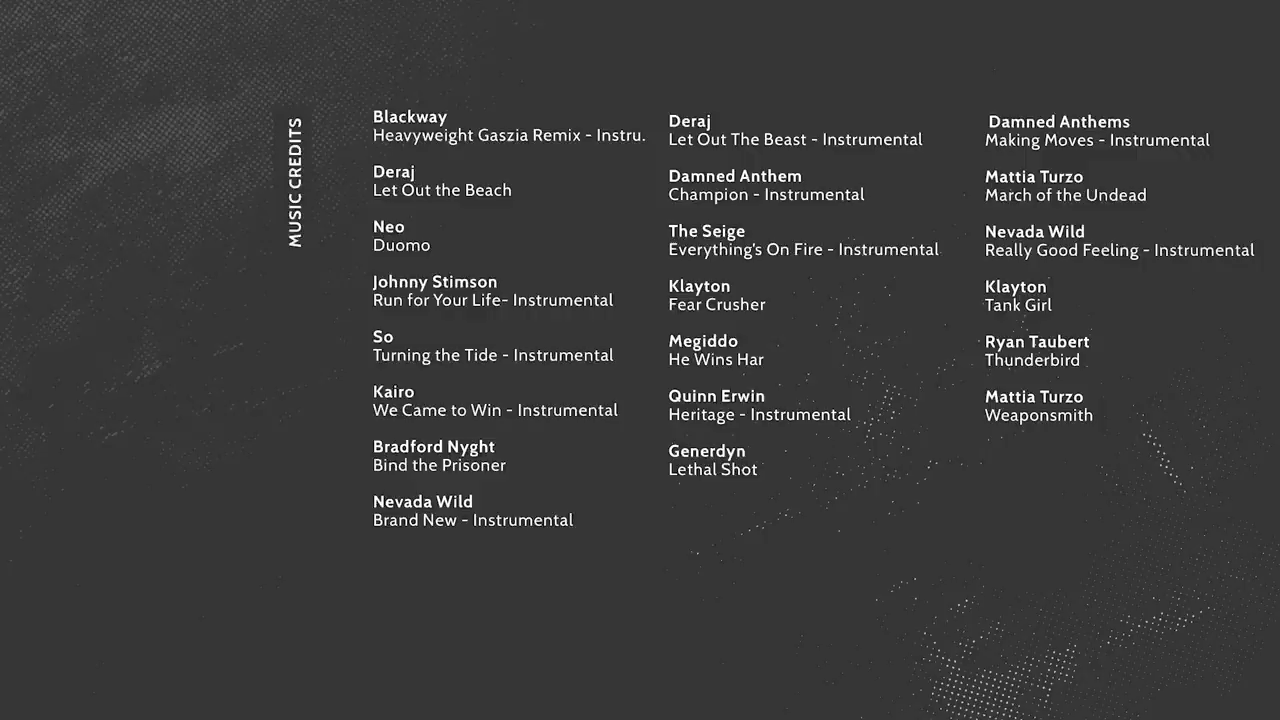 MUSIC CREDITS
Blackway
Heavyweight Gaszia Remix - Instru.
Deraj
Let Out the Beach
Neo
Duomo
Johnny Stimson
Run for Your Life- Instrumental
So
Turning the Tide - Instrumental
Kairo
We Came to Win - Instrumental
Bradford Nyght
Bind the Prisoner
Nevada Wild
Brand New - Instrumental
Deraj
Let Out The Beast - Instrumental
Damned Anthem
Champion - Instrumental
The Seige
Everything's On Fire - Instrumental
Klayton
Fear Crusher
Megiddo
He Wins Har
Quinn Erwin
Heritage - Instrumental
Generdyn
Lethal Shot
Damned Anthems
Making Moves - Instrumental
Mattia Turzo
March of the Undead
Nevada Wild
Really Good Feeling - Instrumental
Klayton
Tank Girl
Ryan Taubert
Thunderbird
Mattia Turzo
Weaponsmith